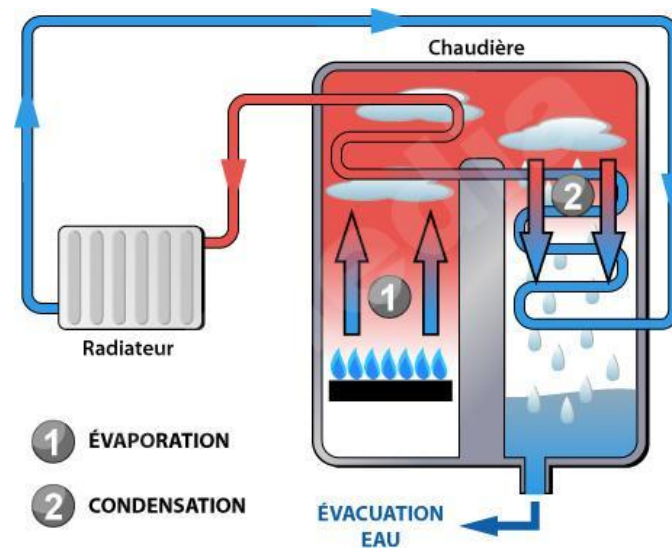 Chaudière
2
1
Radiateur
1 ÉVAPORATION
2 CONDENSATION
ÉVACUATION
EAU